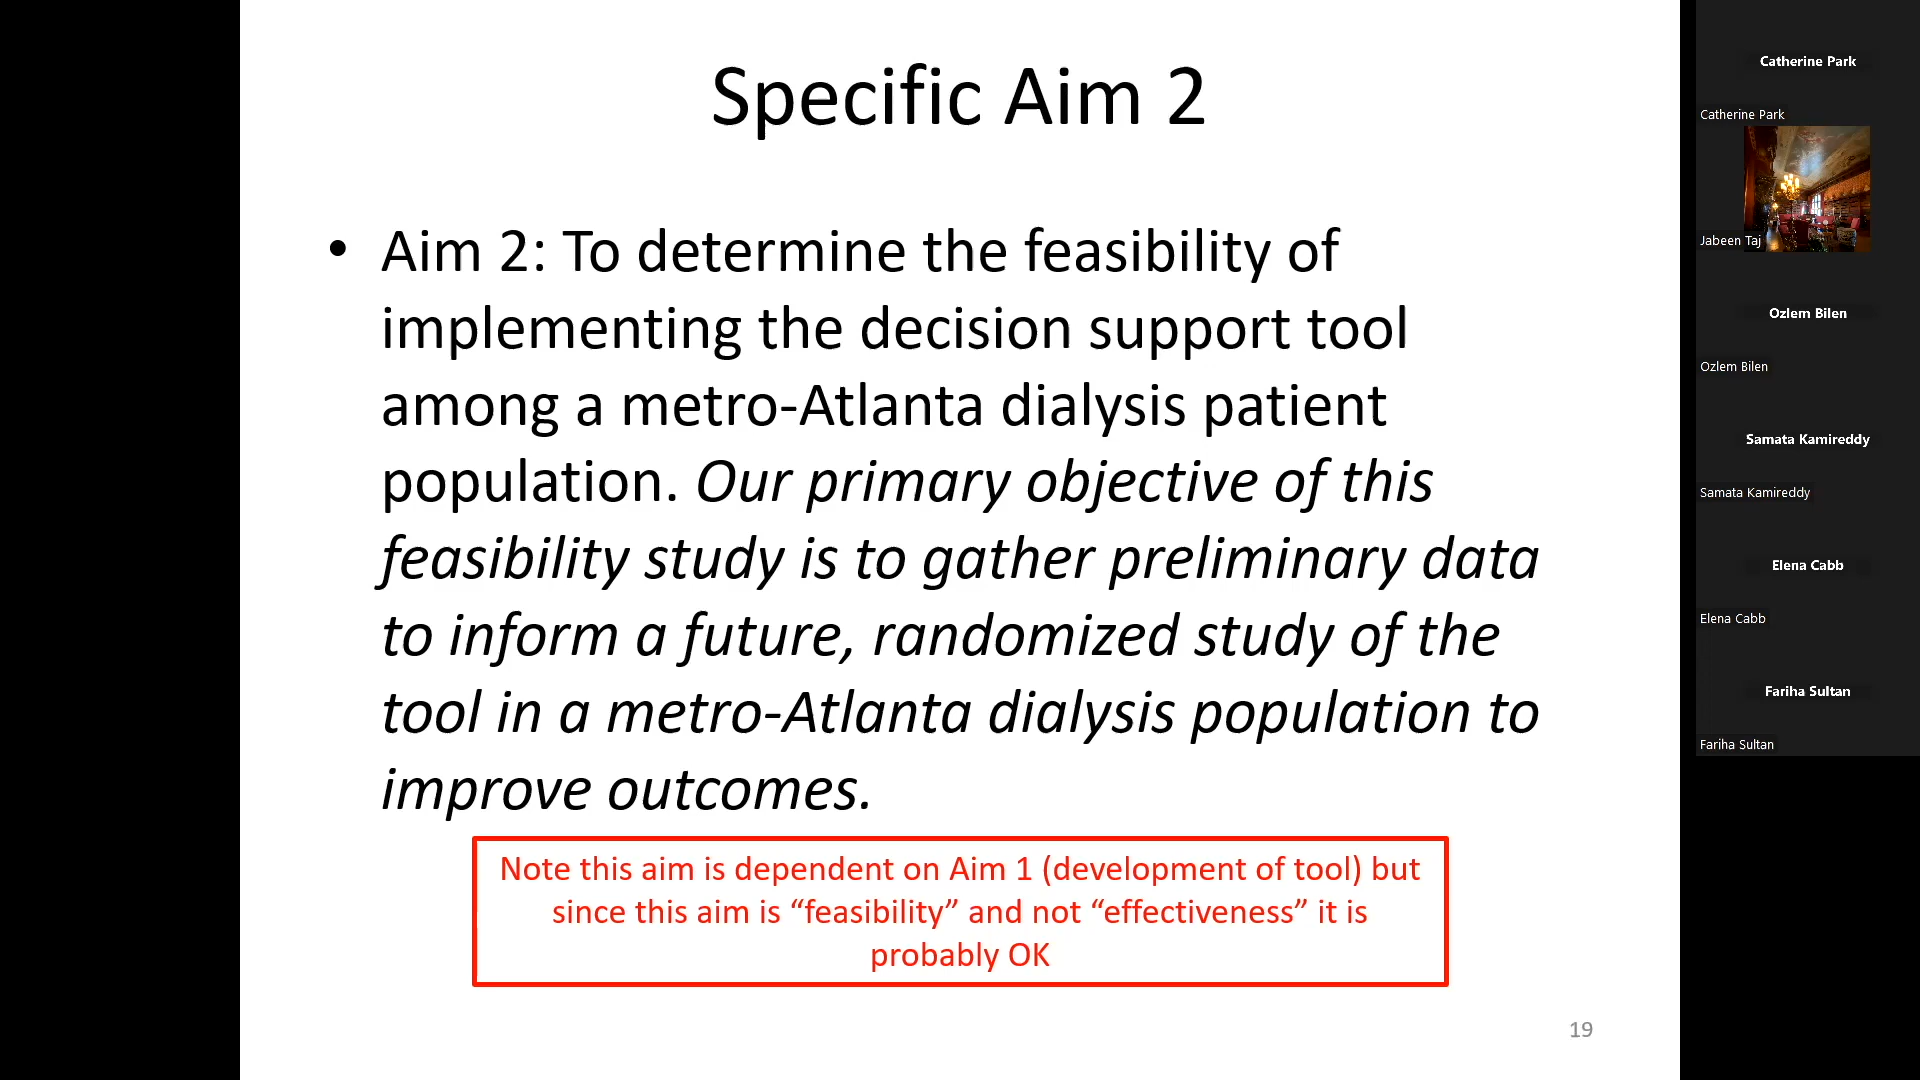 Specific Aim 2
• Aim 2: To determine the feasibility of
implementing the decision support tool
among a metro-Atlanta dialysis patient
population. Our primary objective of this
feasibility study is to gather preliminary data
to inform a future, randomized study of the
tool in a metro-Atlanta dialysis population to
improve outcomes.
Note this aim is dependent on Aim 1 (development of tool) but
since this aim is “feasibility” and not “effectiveness” it is
probably OK
19
Catherine Park
Catherine Park
Jabeen Taj
Ozlem Bilen
Ozlem Bilen
Samata Kamireddy
Samata Kamireddy
Elena Cabb
Elena Cabb
Fariha Sultan
Fariha Sultan